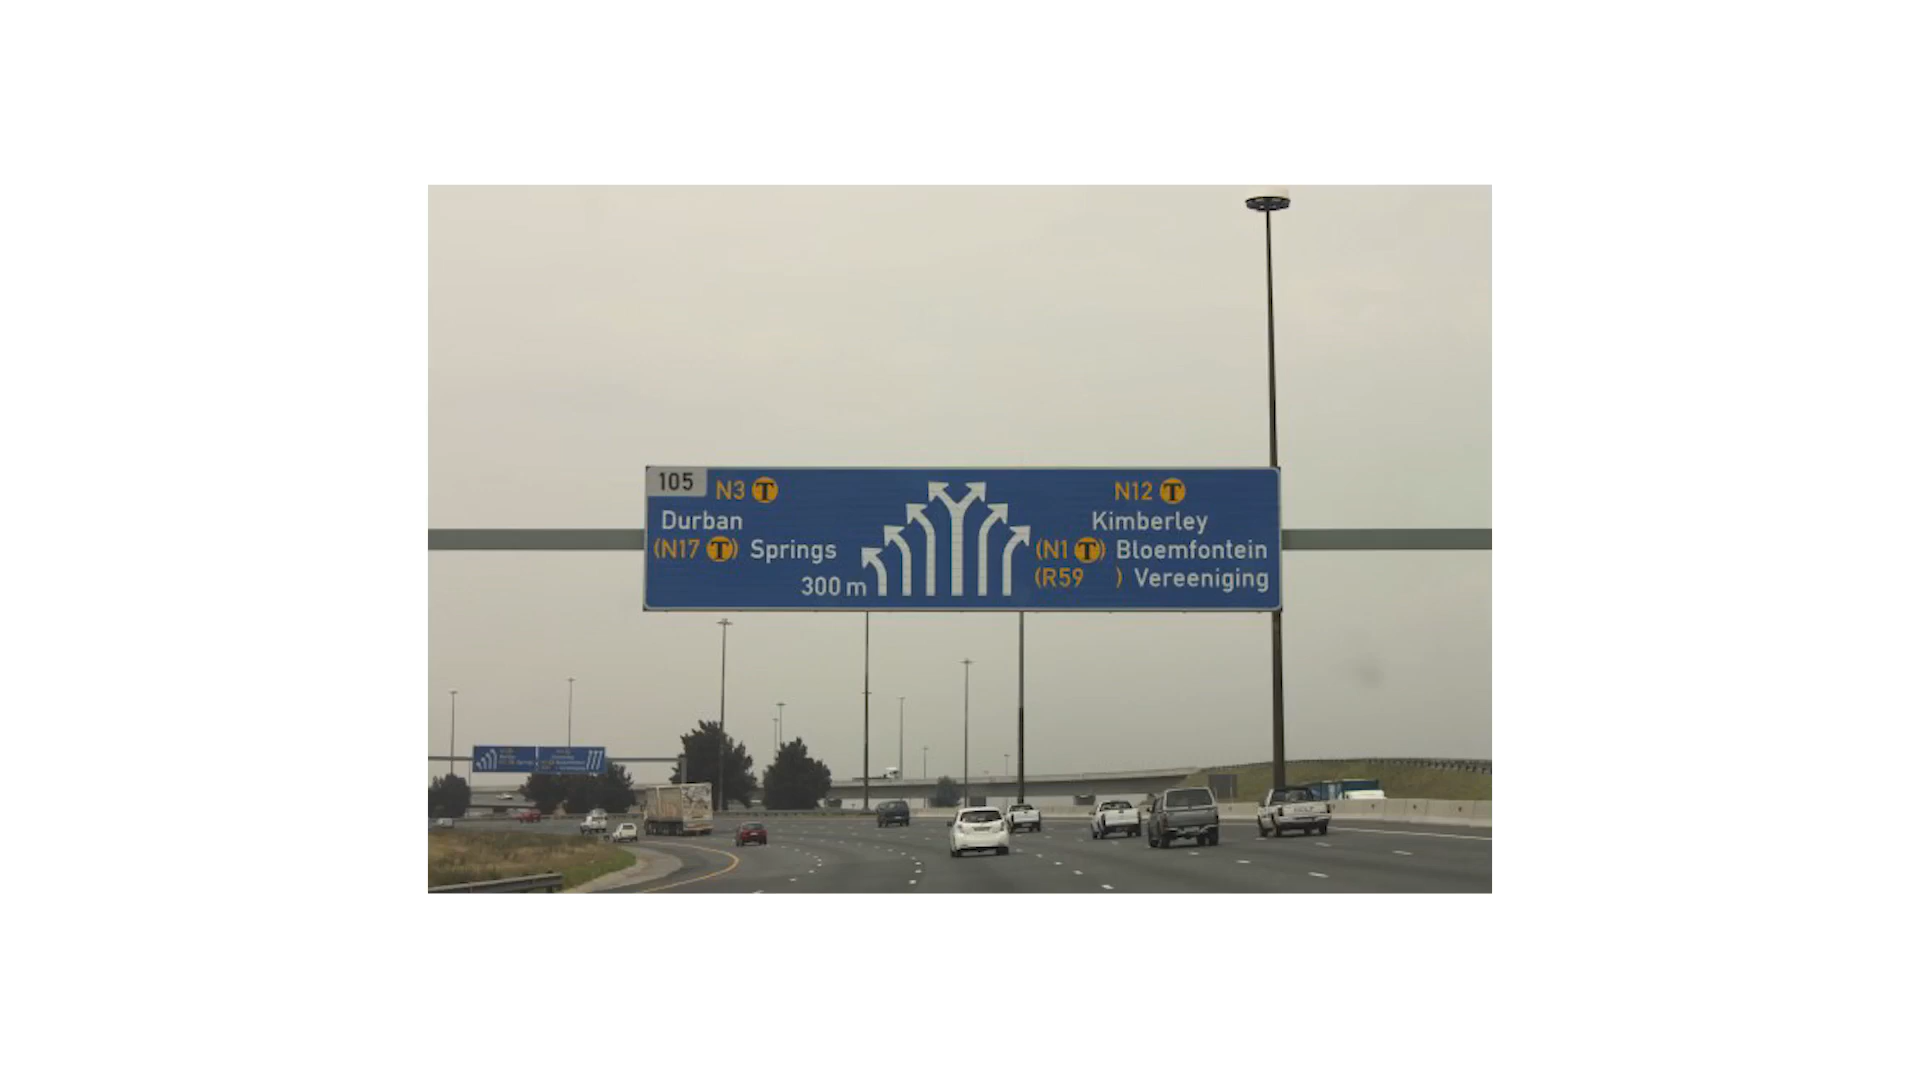 105 N3 T
Durban
(N17 T) Springs
300 m
N12 T
Kimberley
(N1 T) Bloemfontein
(R59 ) Vereeniging